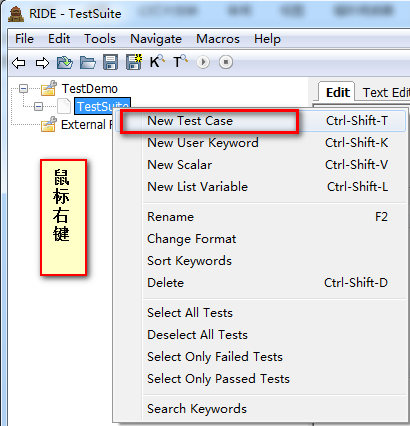 RIDE - TestSuite
File Edit Tools Navigate Macros Help
K T
TestDemo
TestSuite
External R
Edit Text Edit
New Test Case Ctrl-Shift-T
New User Keyword Ctrl-Shift-K
New Scalar Ctrl-Shift-V
New List Variable Ctrl-Shift-L
Rename F2
Change Format
Sort Keywords
Delete Ctrl-Shift-D
Select All Tests
Deselect All Tests
Select Only Failed Tests
Select Only Passed Tests
Search Keywords
鼠
标
右
键